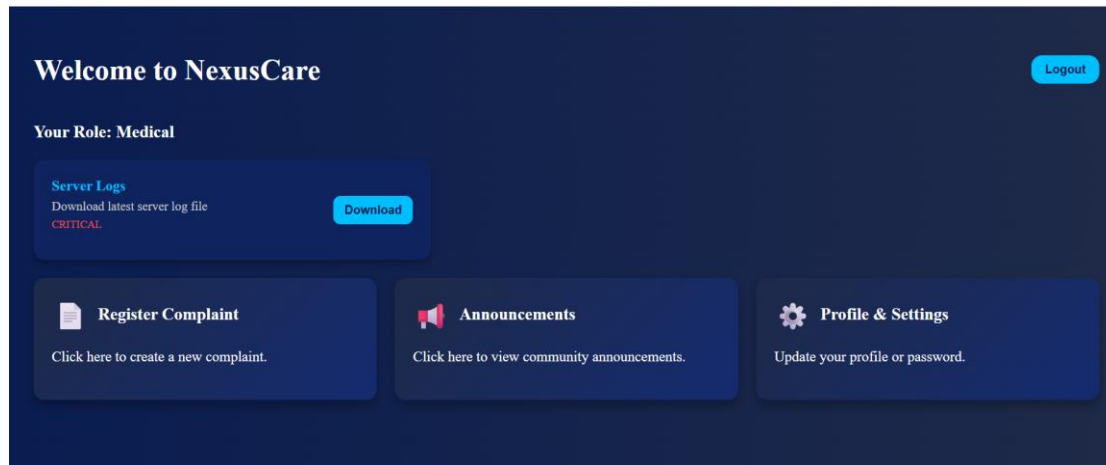 Welcome to NexusCare
Logout
Your Role: Medical
Server Logs
Download latest server log file
CRITICAL
Download
Register Complaint
Click here to create a new complaint.
Announcements
Click here to view community announcements.
Profile & Settings
Update your profile or password.